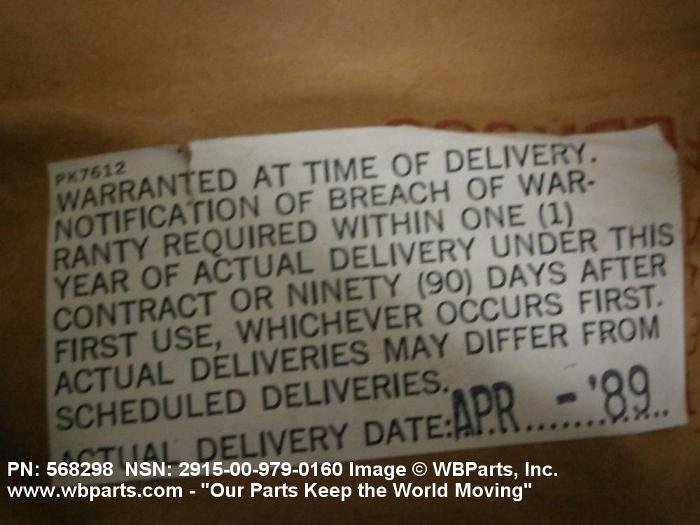 PK7612
WARRANTED AT TIME OF DELIVERY.
NOTIFICATION OF BREACH OF WAR-
RANTY REQUIRED WITHIN ONE (1)
YEAR OF ACTUAL DELIVERY UNDER THIS
CONTRACT OR NINETY (90) DAYS AFTER
FIRST USE, WHICHEVER OCCURS FIRST.
ACTUAL DELIVERIES MAY DIFFER FROM
SCHEDULED DELIVERIES.
ACTUAL DELIVERY DATE:APR.....-'89..
PN: 568298 NSN: 2915-00-979-0160 Image © WBParts, Inc.
www.wbparts.com - "Our Parts Keep the World Moving"